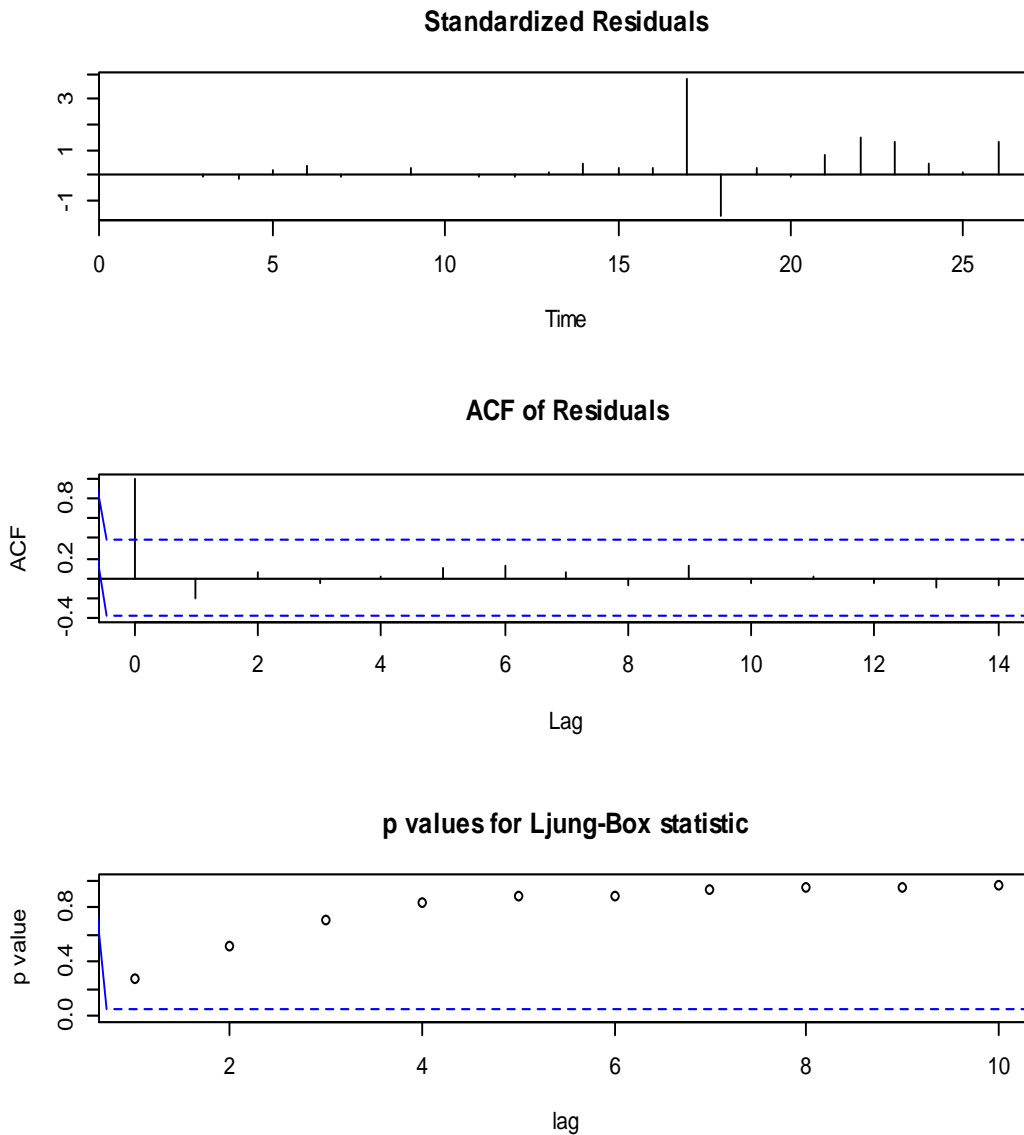 Standardized Residuals
3
1
-1
0 5 10 15 20 25
Time
ACF of Residuals
ACF
0.8
0.2
-0.4
0 2 4 6 8 10 12 14
Lag
p values for Ljung-Box statistic
p value
0.8
0.4
0.0
2 4 6 8 10
lag